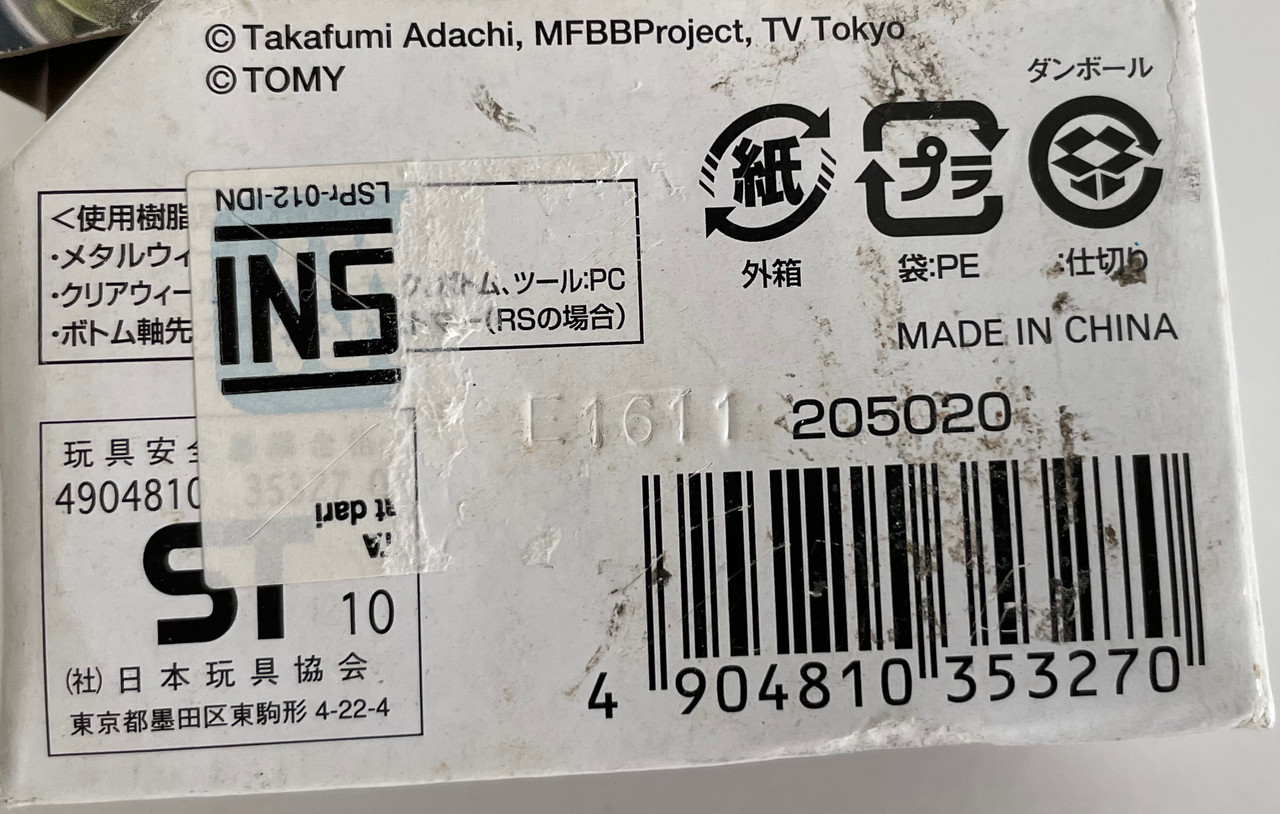 ©Takafumi Adachi, MFBBProject, TV Tokyo
©TOMY
ダンボール
紙
プラ
外箱
袋:PE
:仕切り
MADE IN CHINA
<使用樹脂
・メタルウィ
・クリアウィー
・ボトム軸先
ボトム、ツール:PC
(RSの場合)
LSPr-012-IDN
SNI
at dari
E1611
205020
玩具安全
4904810
ST
10
(社)日本玩具協会
東京都墨田区東駒形 4-22-4
4 904810 353270